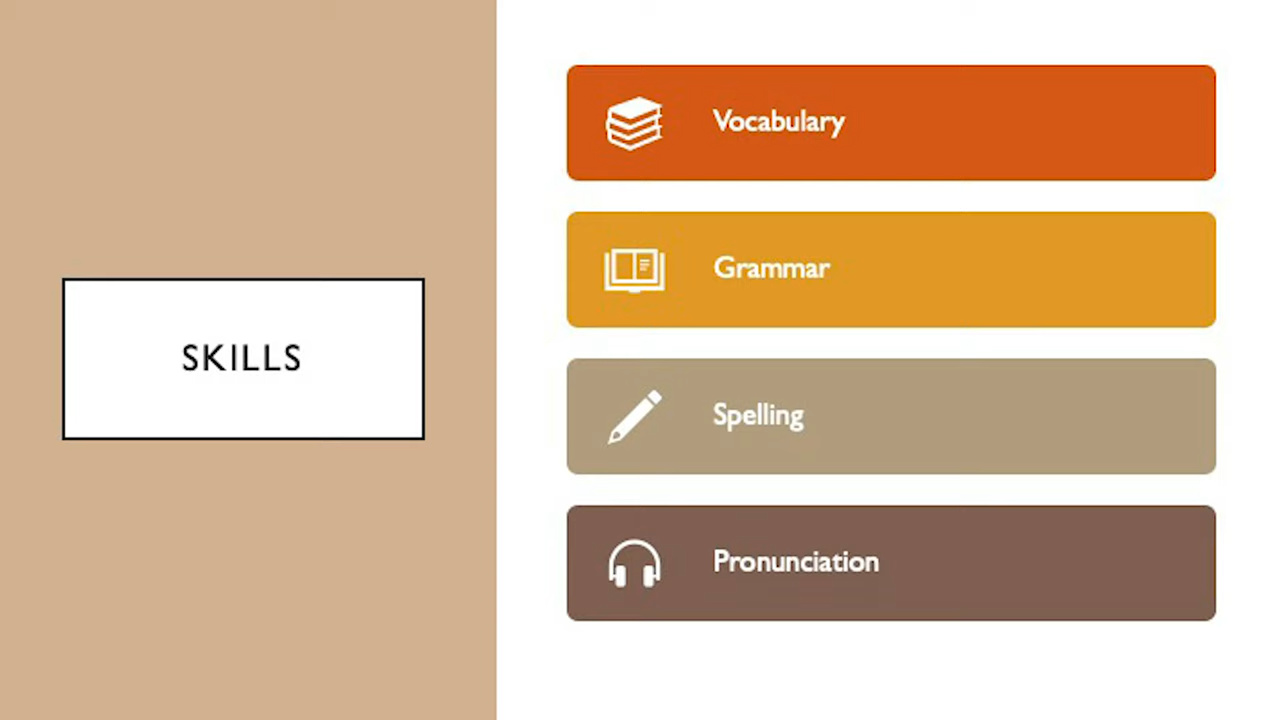 SKILLS
Vocabulary
Grammar
Spelling
Pronunciation